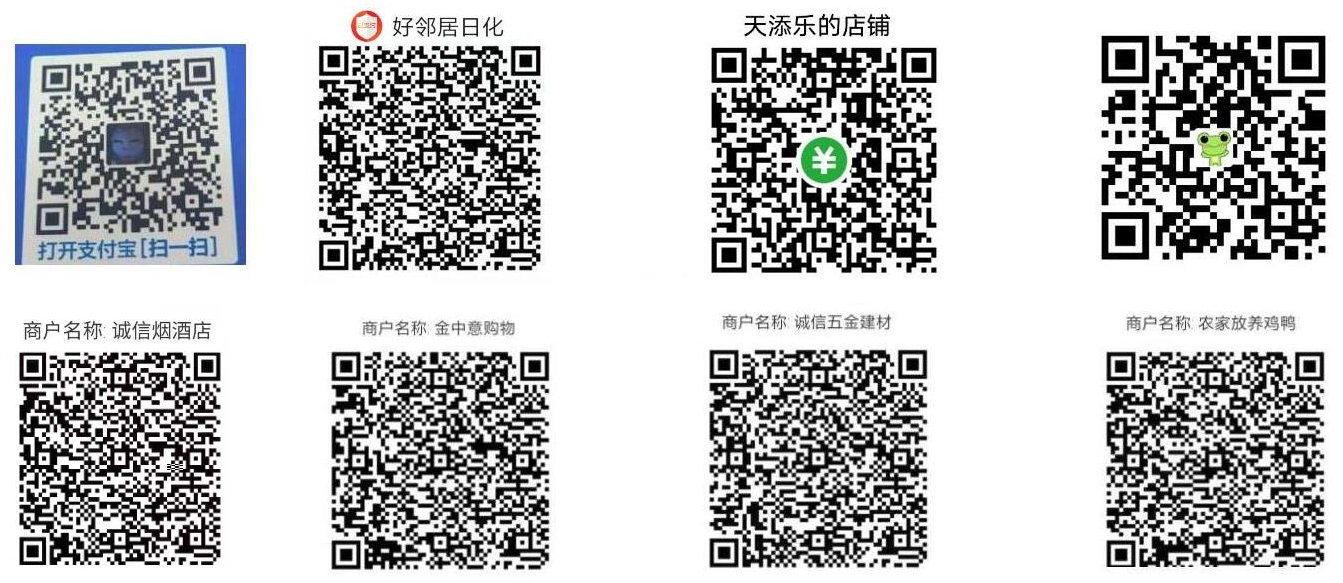 好邻居日化
天添乐的店铺
打开支付宝[扫一扫]
商户名称: 诚信烟酒店
商户名称: 金中意购物
商户名称: 诚信五金建材
商户名称: 农家放养鸡鸭